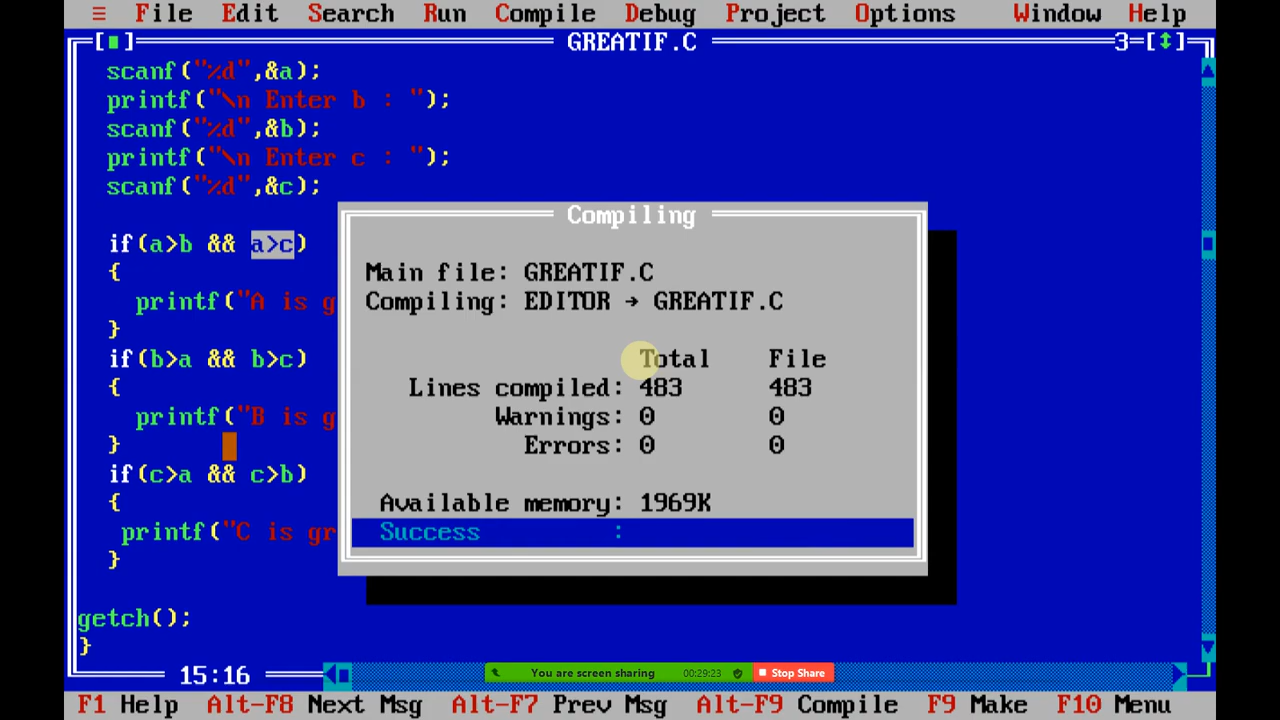 ≡ File Edit Search Run Compile Debug Project Options Window Help
[■] GREATIF.C 3=[↕]
scanf("%d",&a);
printf("\n Enter b : ");
scanf("%d",&b);
printf("\n Enter c : ");
scanf("%d",&c);
if(a>b && a>c)
{
printf("A is g
}
if(b>a && b>c)
{
printf("B is g
}
if(c>a && c>b)
{
printf("C is gr
}
getch();
}
Compiling
Main file: GREATIF.C
Compiling: EDITOR → GREATIF.C
Total File
Lines compiled: 483 483
Warnings: 0 0
Errors: 0 0
Available memory: 1969K
Success :
15:16
You are screen sharing 00:29:23 Stop Share
F1 Help Alt-F8 Next Msg Alt-F7 Prev Msg Alt-F9 Compile F9 Make F10 Menu